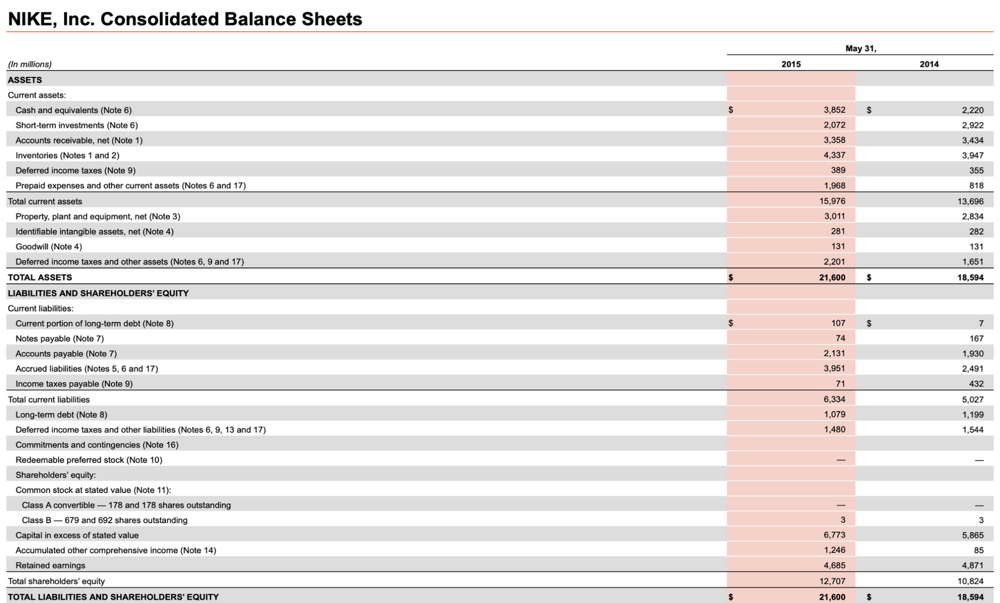 NIKE, Inc. Consolidated Balance Sheets
May 31,
(In millions) 2015 2014
ASSETS
Current assets:
Cash and equivalents (Note 6) $ 3,852 $ 2,220
Short-term investments (Note 6) 2,072 2,922
Accounts receivable, net (Note 1) 3,358 3,434
Inventories (Notes 1 and 2) 4,337 3,947
Deferred income taxes (Note 9) 389 355
Prepaid expenses and other current assets (Notes 6 and 17) 1,968 818
Total current assets 15,976 13,696
Property, plant and equipment, net (Note 3) 3,011 2,834
Identifiable intangible assets, net (Note 4) 281 282
Goodwill (Note 4) 131 131
Deferred income taxes and other assets (Notes 6, 9 and 17) 2,201 1,651
TOTAL ASSETS $ 21,600 $ 18,594
LIABILITIES AND SHAREHOLDERS’ EQUITY
Current liabilities:
Current portion of long-term debt (Note 8) $ 107 $ 7
Notes payable (Note 7) 74 167
Accounts payable (Note 7) 2,131 1,930
Accrued liabilities (Notes 5, 6 and 17) 3,951 2,491
Income taxes payable (Note 9) 71 432
Total current liabilities 6,334 5,027
Long-term debt (Note 8) 1,079 1,199
Deferred income taxes and other liabilities (Notes 6, 9, 13 and 17) 1,480 1,544
Commitments and contingencies (Note 16)
Redeemable preferred stock (Note 10) — —
Shareholders’ equity:
Common stock at stated value (Note 11):
Class A convertible — 178 and 178 shares outstanding — —
Class B — 679 and 692 shares outstanding 3 3
Capital in excess of stated value 6,773 5,865
Accumulated other comprehensive income (Note 14) 1,246 85
Retained earnings 4,685 4,871
Total shareholders’ equity 12,707 10,824
TOTAL LIABILITIES AND SHAREHOLDERS’ EQUITY $ 21,600 $ 18,594